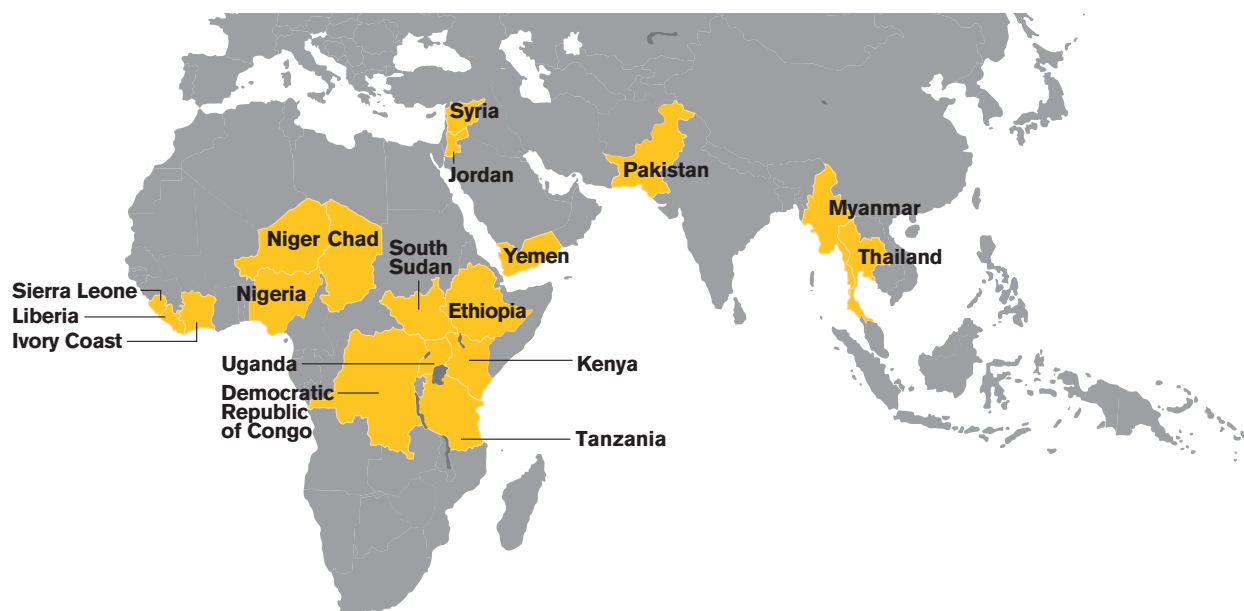 Syria
Jordan
Pakistan
Myanmar
Thailand
Niger
Chad
South
Sudan
Yemen
Sierra Leone
Liberia
Ivory Coast
Nigeria
Ethiopia
Uganda
Kenya
Democratic
Republic
of Congo
Tanzania